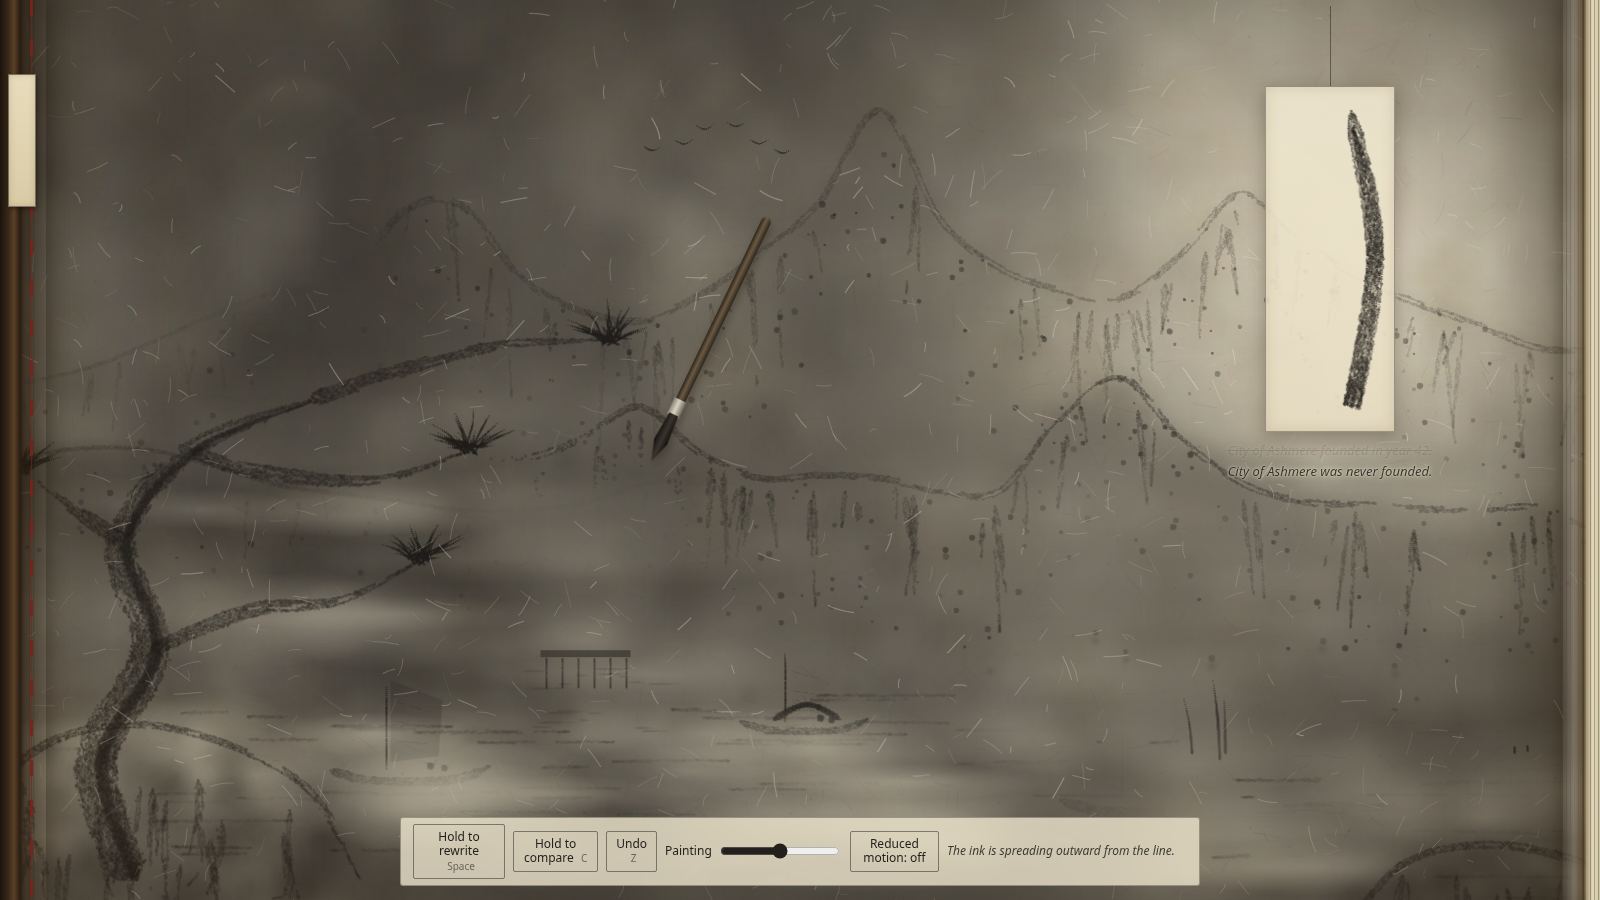 City of Ashmere founded in year 42.
City of Ashmere was never founded.
Hold to
rewrite
Space
Hold to
compare C
Undo
Z
Painting
Reduced
motion: off
The ink is spreading outward from the line.